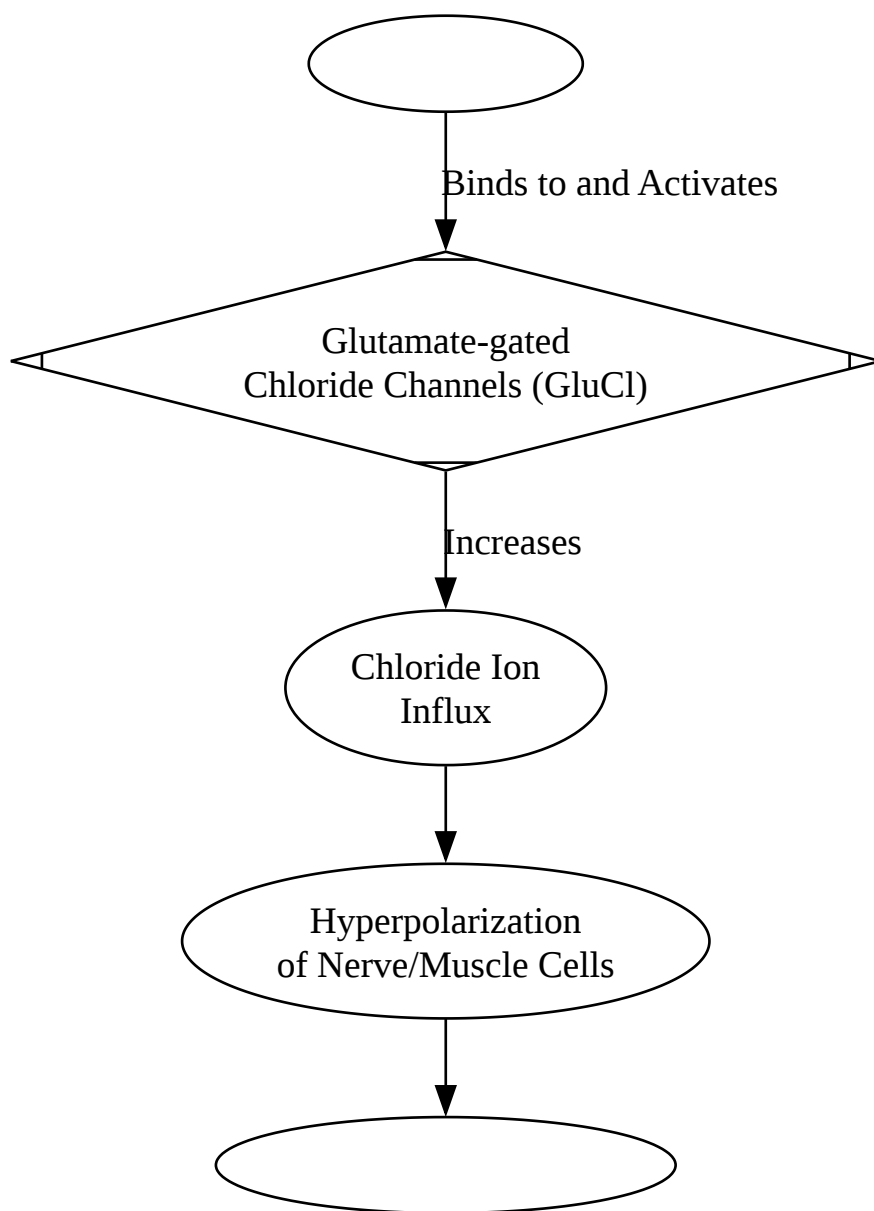 Binds to and Activates
Glutamate-gated
Chloride Channels (GluCl)
Increases
Chloride Ion
Influx
Hyperpolarization
of Nerve/Muscle Cells